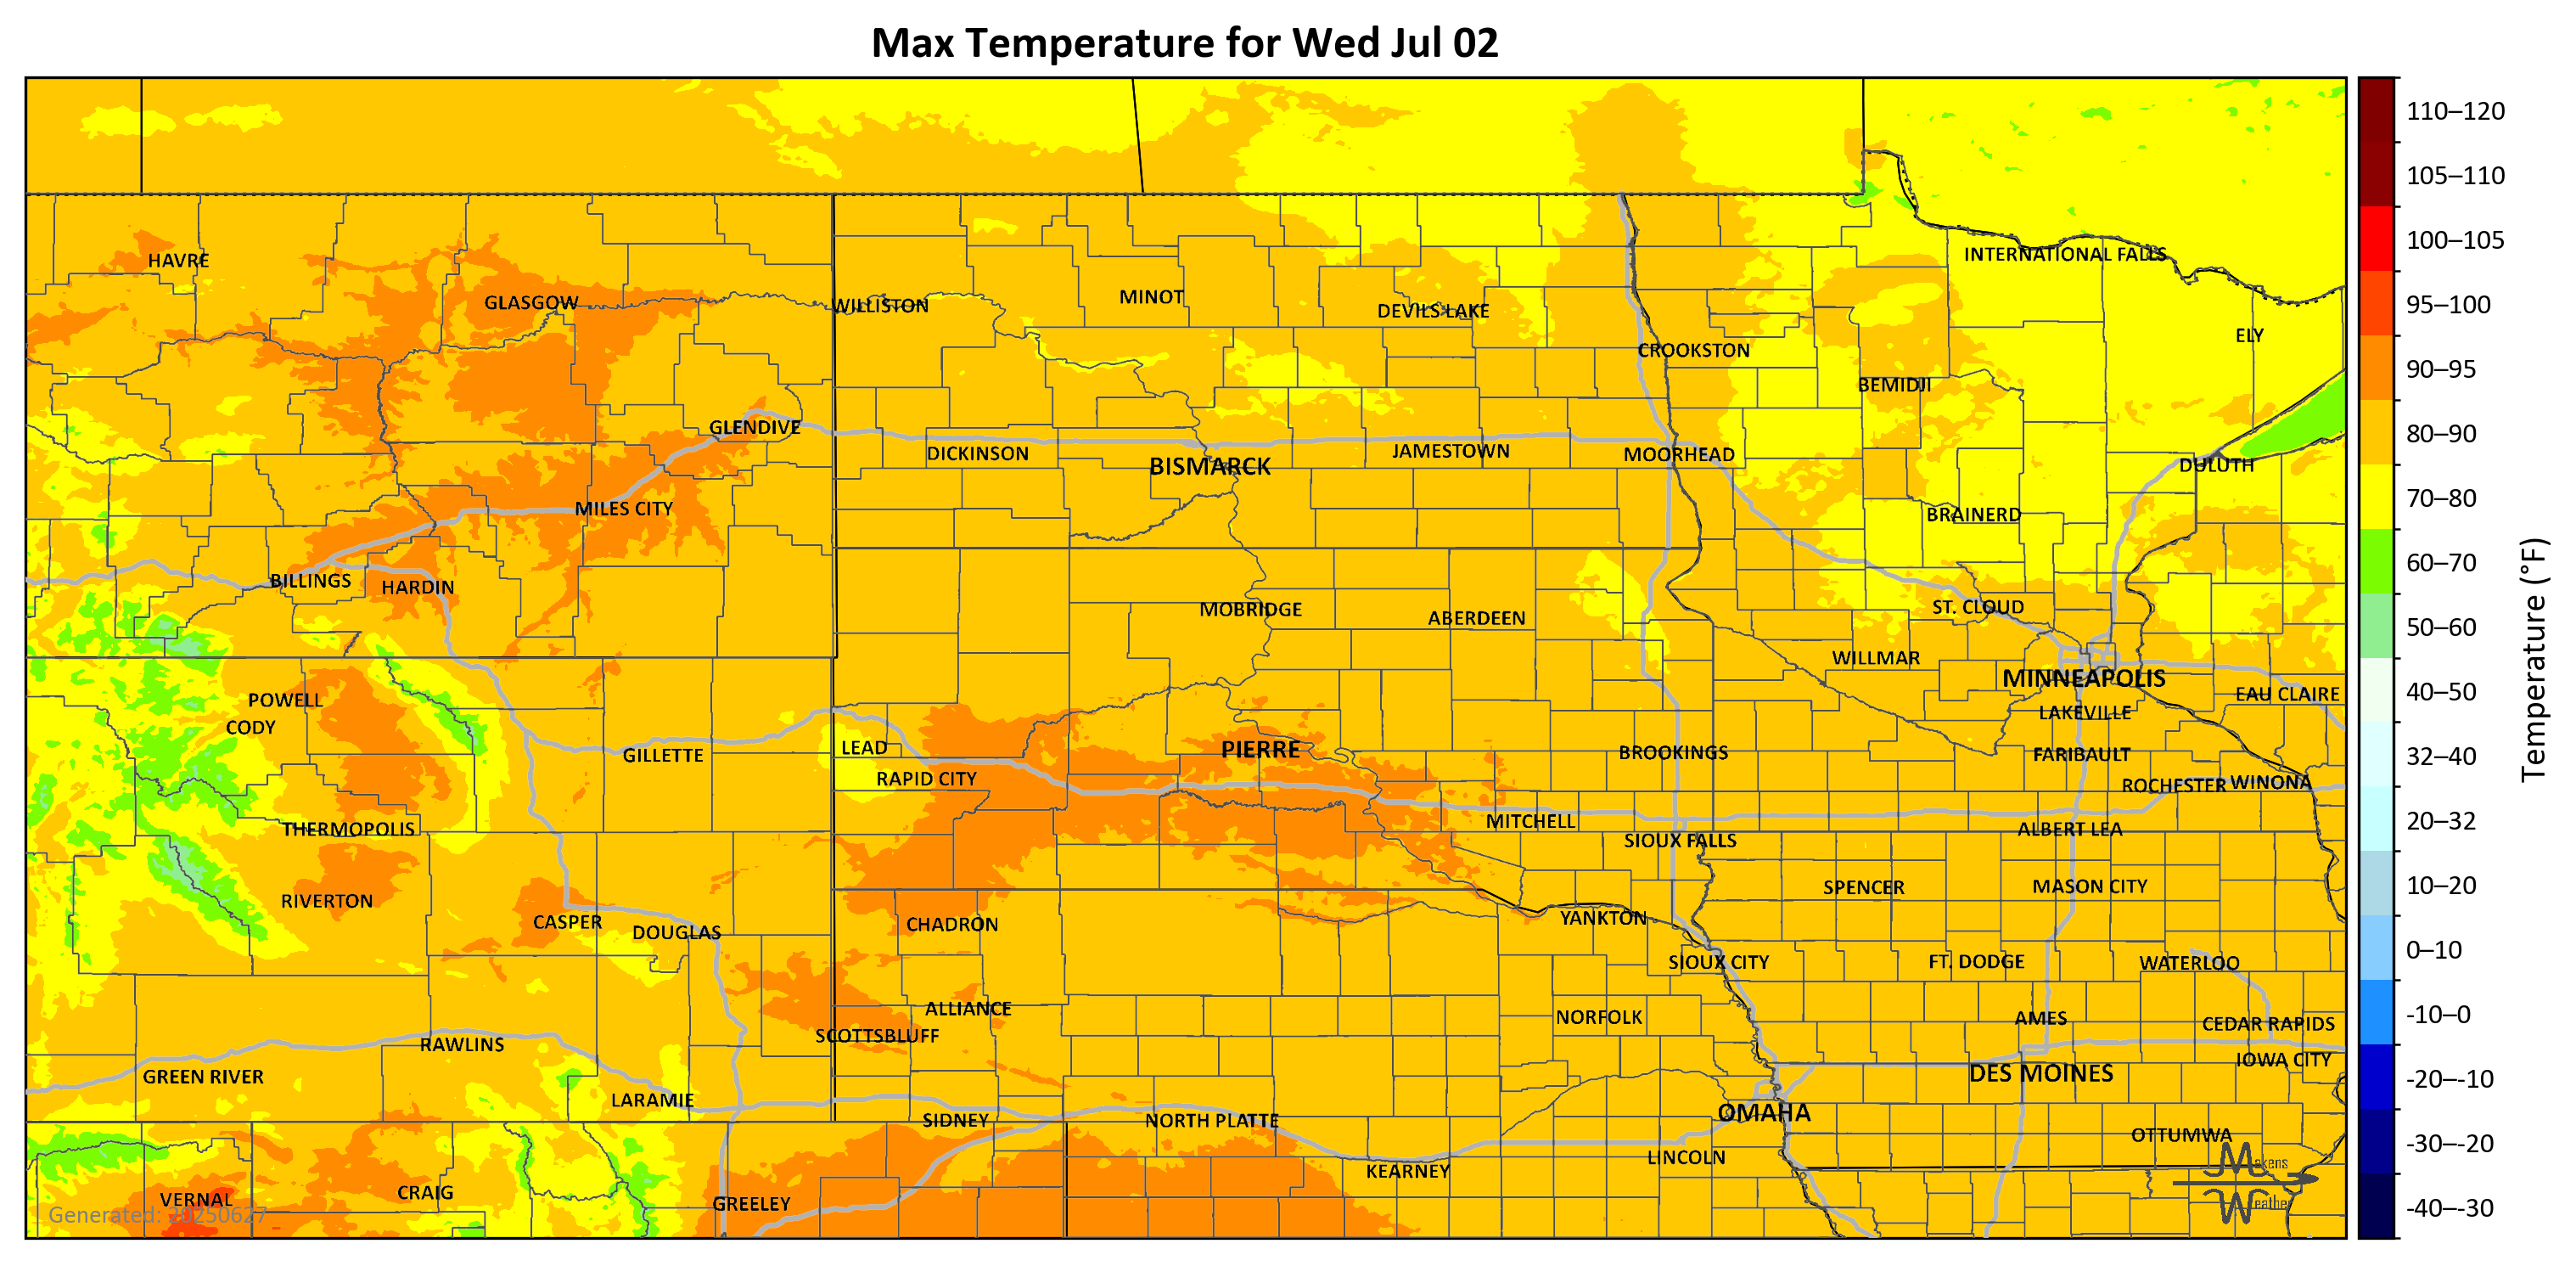 Max Temperature for Wed Jul 02
HAVRE
GLASGOW
WILLISTON
MINOT
DEVILS LAKE
INTERNATIONAL FALLS
ELY
CROOKSTON
BEMIDJI
GLENDIVE
DICKINSON
BISMARCK
JAMESTOWN
MOORHEAD
DULUTH
MILES CITY
BRAINERD
BILLINGS
HARDIN
MOBRIDGE
ABERDEEN
ST. CLOUD
WILLMAR
MINNEAPOLIS
EAU CLAIRE
POWELL
CODY
LAKEVILLE
GILLETTE
LEAD
RAPID CITY
PIERRE
BROOKINGS
FARIBAULT
ROCHESTER
WINONA
THERMOPOLIS
MITCHELL
SIOUX FALLS
ALBERT LEA
RIVERTON
CASPER
DOUGLAS
CHADRON
YANKTON
SPENCER
MASON CITY
SIOUX CITY
FT. DODGE
WATERLOO
ALLIANCE
SCOTTSBLUFF
NORFOLK
AMES
CEDAR RAPIDS
IOWA CITY
RAWLINS
GREEN RIVER
LARAMIE
SIDNEY
NORTH PLATTE
OMAHA
DES MOINES
OTTUMWA
KEARNEY
LINCOLN
VERNAL
CRAIG
GREELEY
Generated: 20250627
Makens
Weather
110–120
105–110
100–105
95–100
90–95
80–90
70–80
60–70
50–60
40–50
32–40
20–32
10–20
0–10
-10–0
-20–-10
-30–-20
-40–-30
Temperature (°F)